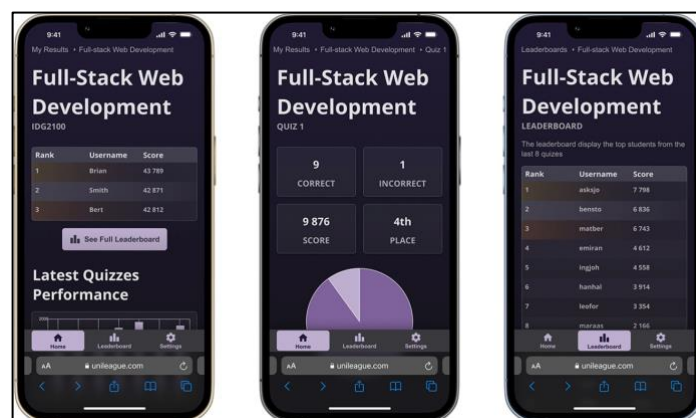 9:41
My Results • Full-stack Web Development
Full-Stack Web
Development
IDG2100
Rank Username Score
1 Brian 43 789
2 Smith 42 871
3 Bert 42 812
See Full Leaderboard
Latest Quizzes
Performance
Home Leaderboard Settings
AA unileague.com
9:41
My Results • Full-stack Web Development • Quiz 1
Full-Stack Web
Development
QUIZ 1
9
CORRECT
1
INCORRECT
9 876
SCORE
4th
PLACE
Home Leaderboard Settings
AA unileague.com
9:41
Leaderboards • Full-stack Web Development
Full-Stack Web
Development
LEADERBOARD
The leaderboard display the top students from the
last 8 quizes
Rank Username Score
1 asksjo 7 798
2 bensto 6 836
3 matber 6 743
4 emiran 4 612
5 ingjoh 4 558
6 hanhal 3 914
7 leefor 3 354
8 maraas 2 166
Home Leaderboard Settings
AA unileague.com